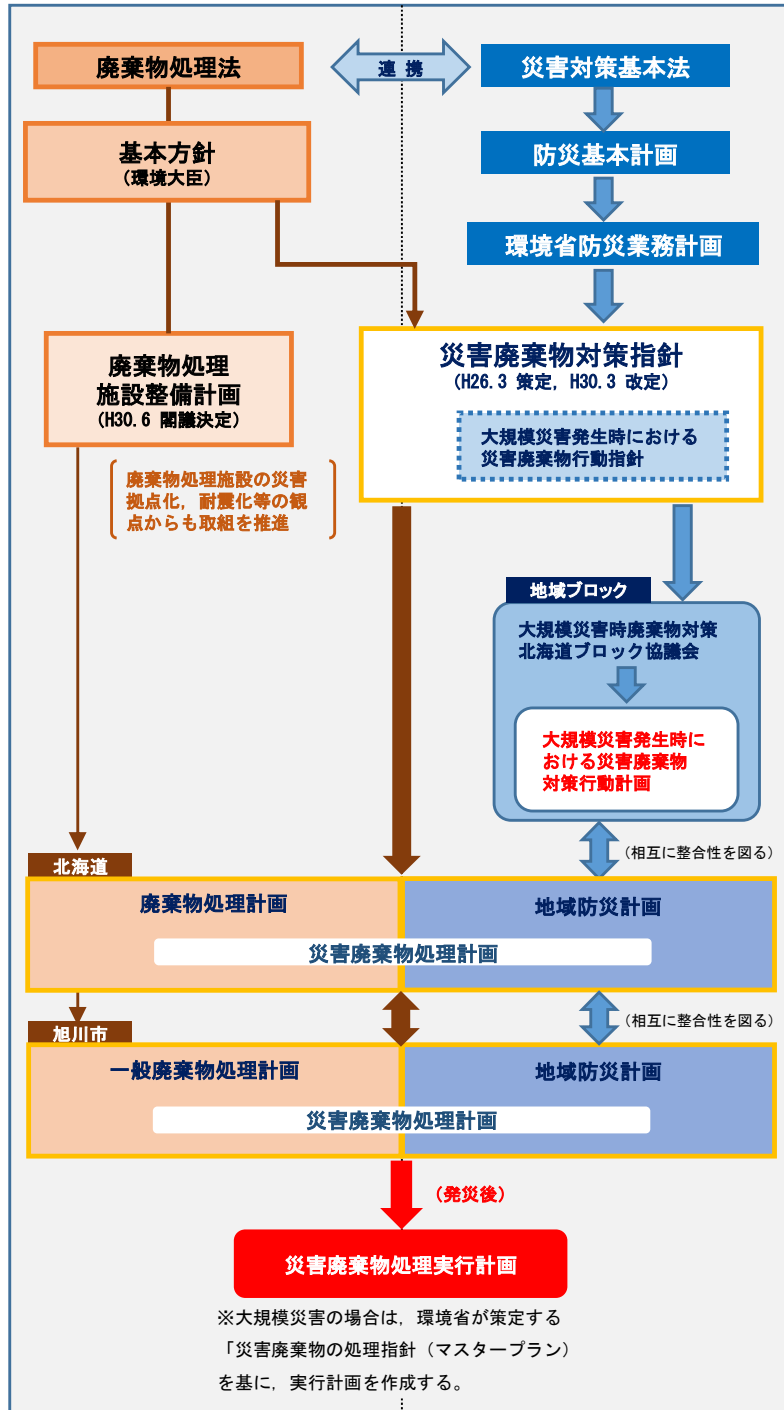 廃棄物処理法
連 携
災害対策基本法
基本方針
(環境大臣)
防災基本計画
環境省防災業務計画
廃棄物処理
施設整備計画
(H30.6 閣議決定)
災害廃棄物対策指針
(H26.3 策定，H30.3 改定)
大規模災害発生時における
災害廃棄物行動指針
廃棄物処理施設の災害
拠点化，耐震化等の観
点からも取組を推進
地域ブロック
大規模災害時廃棄物対策
北海道ブロック協議会
大規模災害発生時に
おける災害廃棄物
対策行動計画
(相互に整合性を図る)
北海道
廃棄物処理計画
地域防災計画
災害廃棄物処理計画
(相互に整合性を図る)
旭川市
一般廃棄物処理計画
地域防災計画
災害廃棄物処理計画
(発災後)
災害廃棄物処理実行計画
※大規模災害の場合は，環境省が策定する
「災害廃棄物の処理指針（マスタープラン）
を基に，実行計画を作成する。